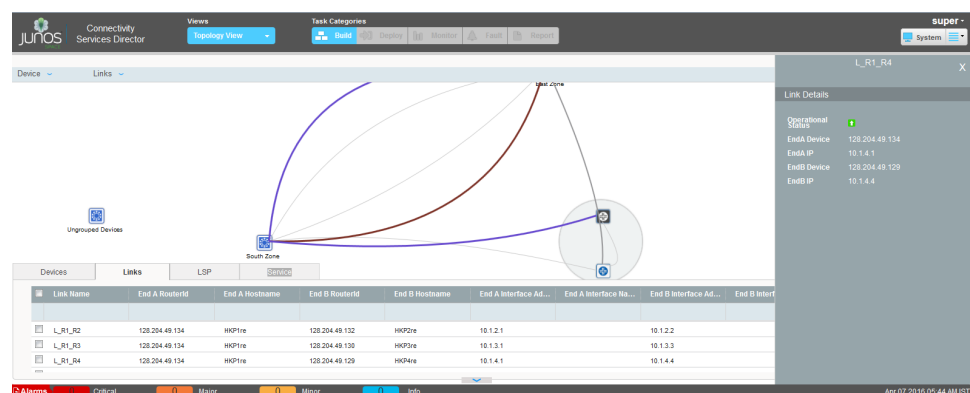 super
JUNOS
Connectivity
Services Director
Views
Topology View
Task Categories
Build
Deploy
Monitor
Fault
Report
System
Device
Links
L_R1_R4
X
Link Details
Operational
Status
EndA Device 128.204.49.134
EndA IP 10.1.4.1
EndB Device 128.204.49.129
EndB IP 10.1.4.4
East Zone
Ungrouped Devices
South Zone
Devices Links LSP Service
Link Name End A RouterId End A Hostname End B RouterId End B Hostname End A Interface Ad... End A Interface Na... End B Interface Ad... End B Interf
L_R1_R2 128.204.49.134 HKP1re 128.204.49.132 HKP2re 10.1.2.1 10.1.2.2
L_R1_R3 128.204.49.134 HKP1re 128.204.49.130 HKP3re 10.1.3.1 10.1.3.3
L_R1_R4 128.204.49.134 HKP1re 128.204.49.129 HKP4re 10.1.4.1 10.1.4.4
Alarms Critical 0 Major 0 Minor 0 Info
Apr 07 2016 05:44 AM IST